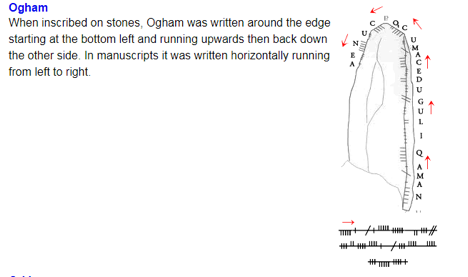 Ogham
When inscribed on stones, Ogham was written around the edge
starting at the bottom left and running upwards then back down
the other side. In manuscripts it was written horizontally running
from left to right.
A E N U C
Q C U M A C E D U G U L I Q A M A N